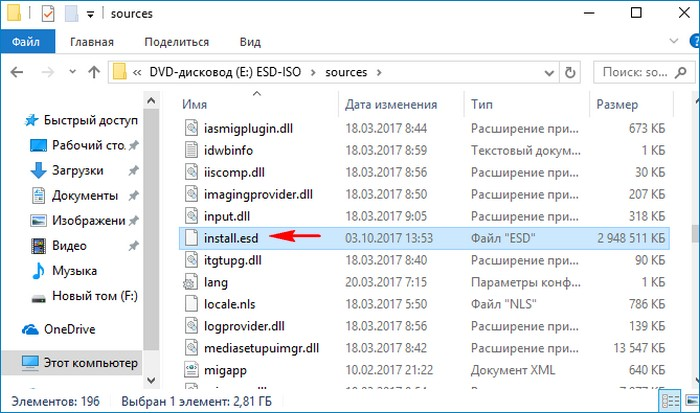 sources
Файл
Главная
Поделиться
Вид
DVD-дисковод (E:) ESD-ISO
sources
Поиск: so...
Имя
Дата изменения
Тип
Размер
Быстрый доступ
Рабочий сто.
Загрузки
Документы
Изображени
Видео
Музыка
Новый том (F:)
OneDrive
Этот компьютер
iasmigplugin.dll 18.03.2017 8:44 Расширение при... 673 КБ
idwbinfo 18.03.2017 8:59 Текстовый докум... 1 КБ
iiscomp.dll 18.03.2017 8:56 Расширение при... 30 КБ
imagingprovider.dll 18.03.2017 8:50 Расширение при... 207 КБ
input.dll 18.03.2017 9:05 Расширение при... 318 КБ
install.esd 03.10.2017 13:53 Файл "ESD" 2 948 511 КБ
itgtupg.dll 18.03.2017 8:40 Расширение при... 90 КБ
lang 20.03.2017 7:15 Параметры конф... 1 КБ
locale.nls 18.03.2017 5:50 Файл "NLS" 786 КБ
logprovider.dll 18.03.2017 8:56 Расширение при... 139 КБ
mediasetupuimgr.dll 18.03.2017 8:40 Расширение при... 13 547 КБ
migapp 10.02.2017 21:22 Документ XML 640 КБ
Элементов: 196
Выбран 1 элемент: 2,81 ГБ